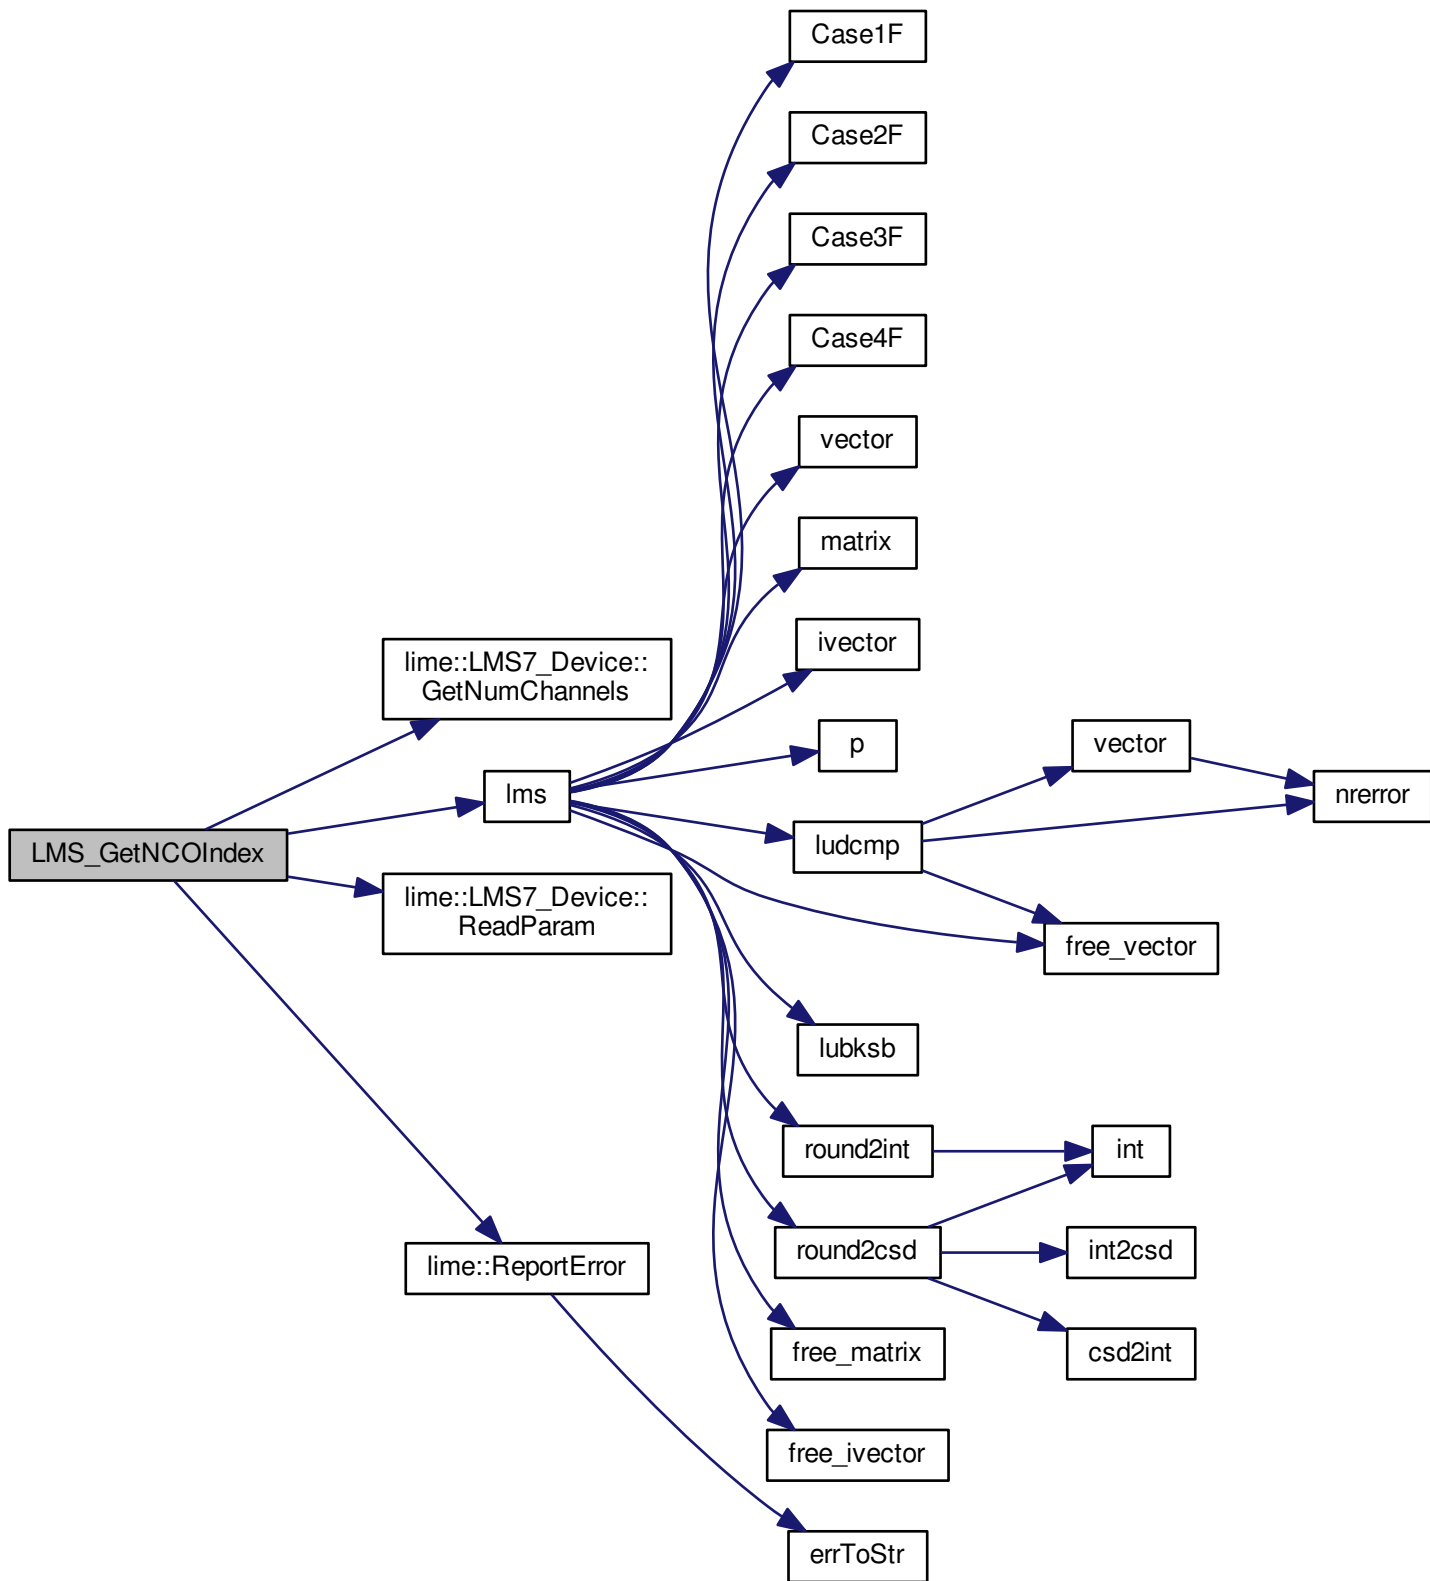 Case1F
Case2F
Case3F
Case4F
vector
matrix
ivector
lime::LMS7_Device::
GetNumChannels
p
vector
lms
nrerror
ludcmp
LMS_GetNCOIndex
lime::LMS7_Device::
ReadParam
free_vector
lubksb
round2int
int
round2csd
int2csd
lime::ReportError
free_matrix
csd2int
free_ivector
errToStr